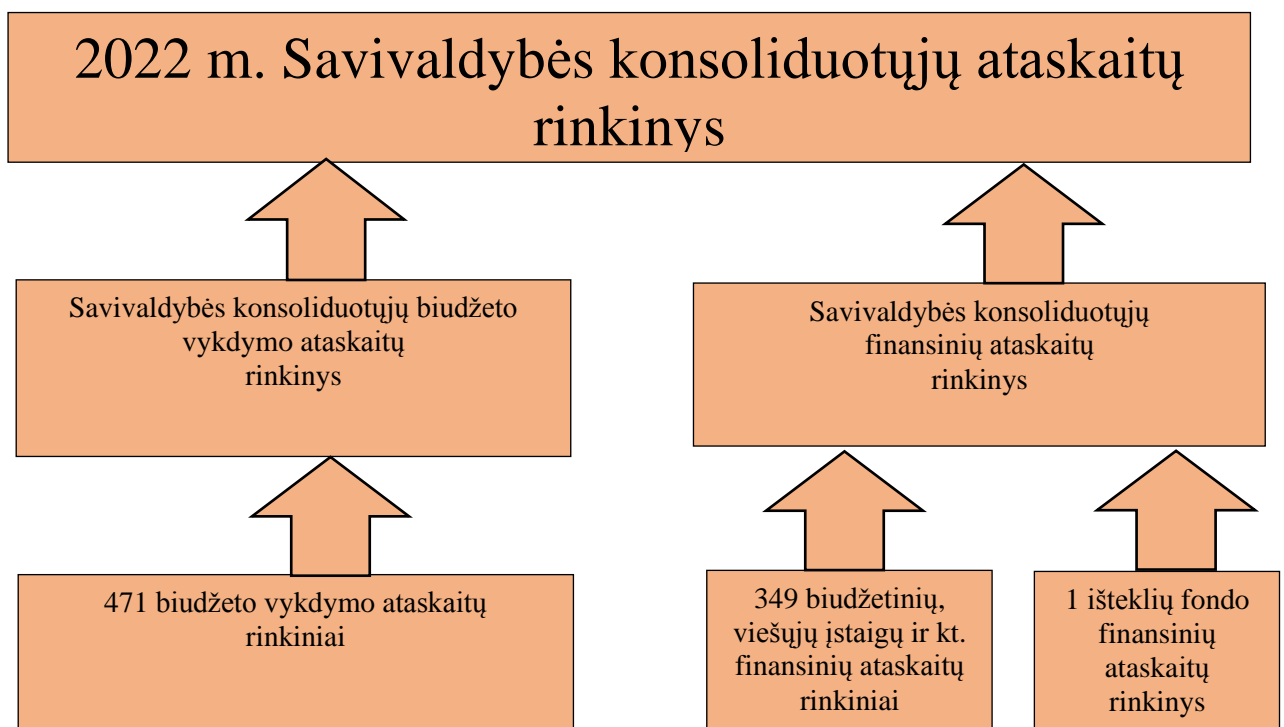 2022 m. Savivaldybės konsoliduotųjų ataskaitų
rinkinys
Savivaldybės konsoliduotųjų biudžeto
vykdymo ataskaitų
rinkinys
Savivaldybės konsoliduotųjų
finansinių ataskaitų
rinkinys
471 biudžeto vykdymo ataskaitų
rinkiniai
349 biudžetinių,
viešųjų įstaigų ir kt.
finansinių ataskaitų
rinkiniai
1 išteklių fondo
finansinių
ataskaitų
rinkinys